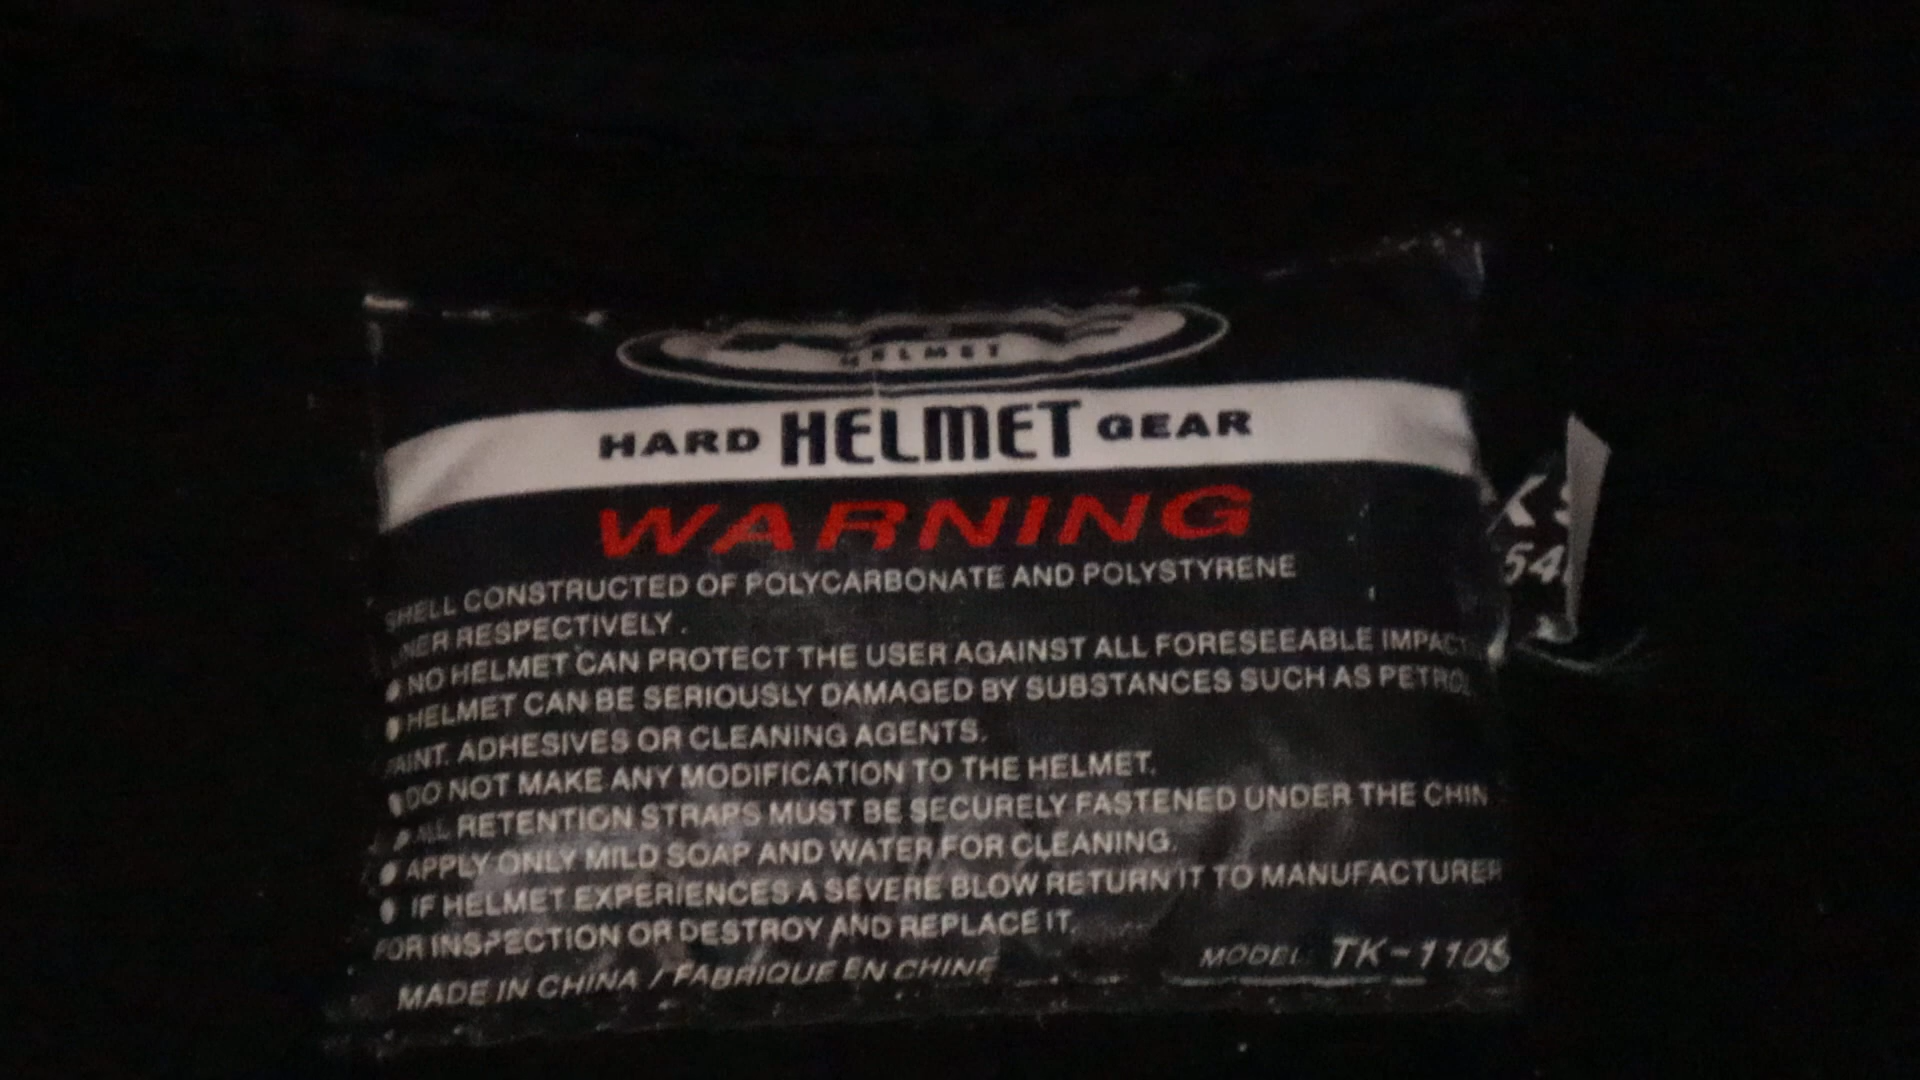 HELMET
HARD HELMET GEAR
WARNING
SHELL CONSTRUCTED OF POLYCARBONATE AND POLYSTYRENE
RESPECTIVELY.
NO HELMET CAN PROTECT THE USER AGAINST ALL FORESEEABLE IMPACT
HELMET CAN BE SERIOUSLY DAMAGED BY SUBSTANCES SUCH AS PETROL
AINT. ADHESIVES OR CLEANING AGENTS.
DO NOT MAKE ANY MODIFICATION TO THE HELMET.
ALL RETENTION STRAPS MUST BE SECURELY FASTENED UNDER THE CHIN
APPLY ONLY MILD SOAP AND WATER FOR CLEANING.
IF HELMET EXPERIENCES A SEVERE BLOW RETURN IT TO MANUFACTURER
FOR INSPECTION OR DESTROY AND REPLACE IT.
MADE IN CHINA / FABRIQUE EN CHINE
MODEL: TK-110S
54